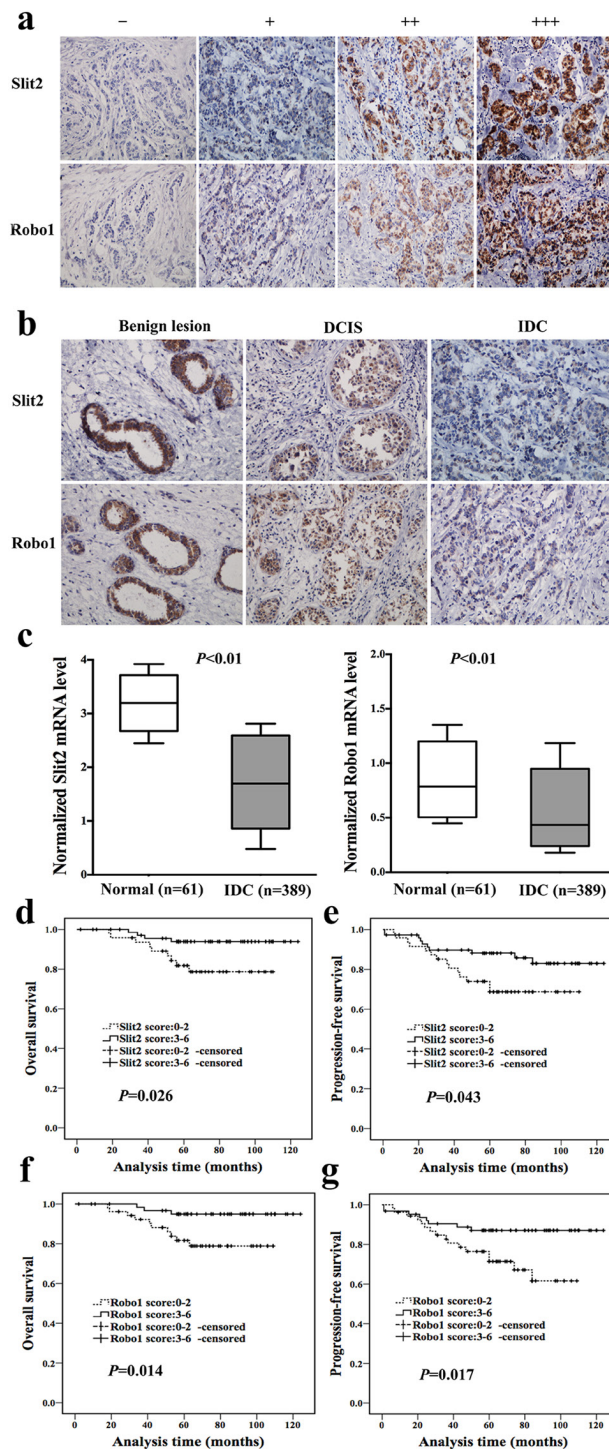 a
− + ++ +++
Slit2
Robo1
b
Benign lesion DCIS IDC
Slit2
Robo1
c
Normalized Slit2 mRNA level
P<0.01
4
3
2
1
0
Normal (n=61) IDC (n=389)
Normalized Robo1 mRNA level
P<0.01
2.0
1.5
1.0
0.5
0.0
Normal (n=61) IDC (n=389)
d
Overall survival
1.0
0.8
0.6
0.4
0.2
0.0
Slit2 score:0-2
Slit2 score:3-6
Slit2 score:0-2 -censored
Slit2 score:3-6 -censored
P=0.026
0 20 40 60 80 100 120
Analysis time (months)
e
Progression-free survival
1.0
0.8
0.6
0.4
0.2
0.0
Slit2 score:0-2
Slit2 score:3-6
Slit2 score:0-2 -censored
Slit2 score:3-6 -censored
P=0.043
0 20 40 60 80 100 120
Analysis time (months)
f
Overall survival
1.0
0.8
0.6
0.4
0.2
0.0
Robo1 score:0-2
Robo1 score:3-6
Robo1 score:0-2 -censored
Robo1 score:3-6 -censored
P=0.014
0 20 40 60 80 100 120
Analysis time (months)
g
Progression-free survival
1.0
0.8
0.6
0.4
0.2
0.0
Robo1 score:0-2
Robo1 score:3-6
Robo1 score:0-2 -censored
Robo1 score:3-6 -censored
P=0.017
0 20 40 60 80 100 120
Analysis time (months)